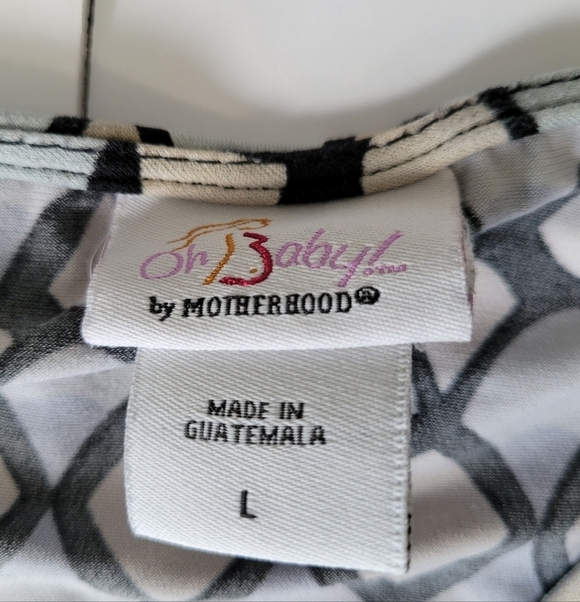 Oh Baby!
by MOTHERHOOD®
MADE IN
GUATEMALA
L